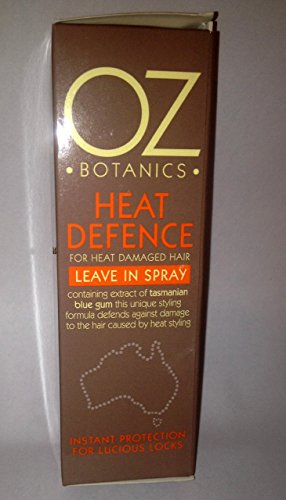 OZ
• BOTANICS •
HEAT
DEFENCE
FOR HEAT DAMAGED HAIR
LEAVE IN SPRAY
containing extract of tasmanian
blue gum this unique styling
formula defends against damage
to the hair caused by heat styling
INSTANT PROTECTION
FOR LUCIOUS LOCKS